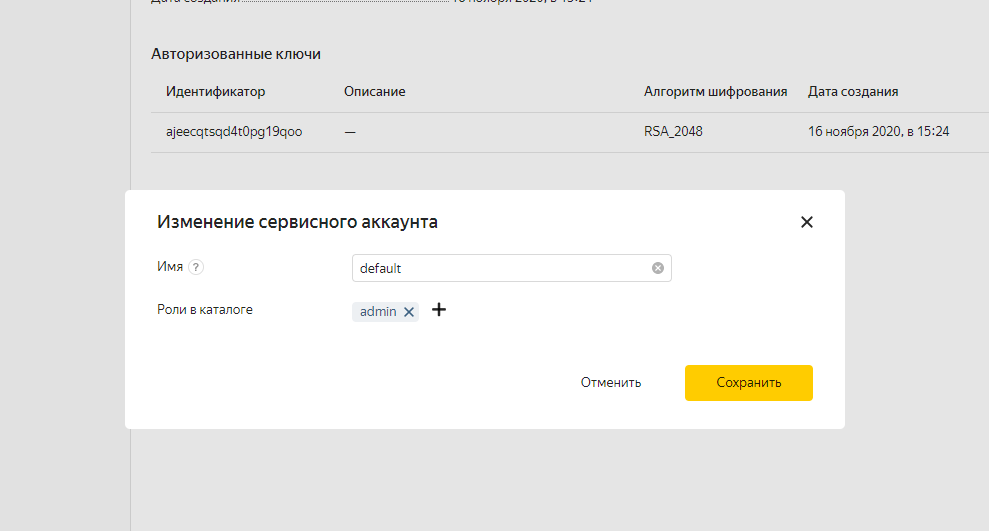 Дата создания 16 ноября 2020, в 15:24
Авторизованные ключи
Идентификатор Описание Алгоритм шифрования Дата создания
ajeecqtsqd4t0pg19qoo — RSA_2048 16 ноября 2020, в 15:24
Изменение сервисного аккаунта
Имя ? default
Роли в каталоге admin
Отменить Сохранить